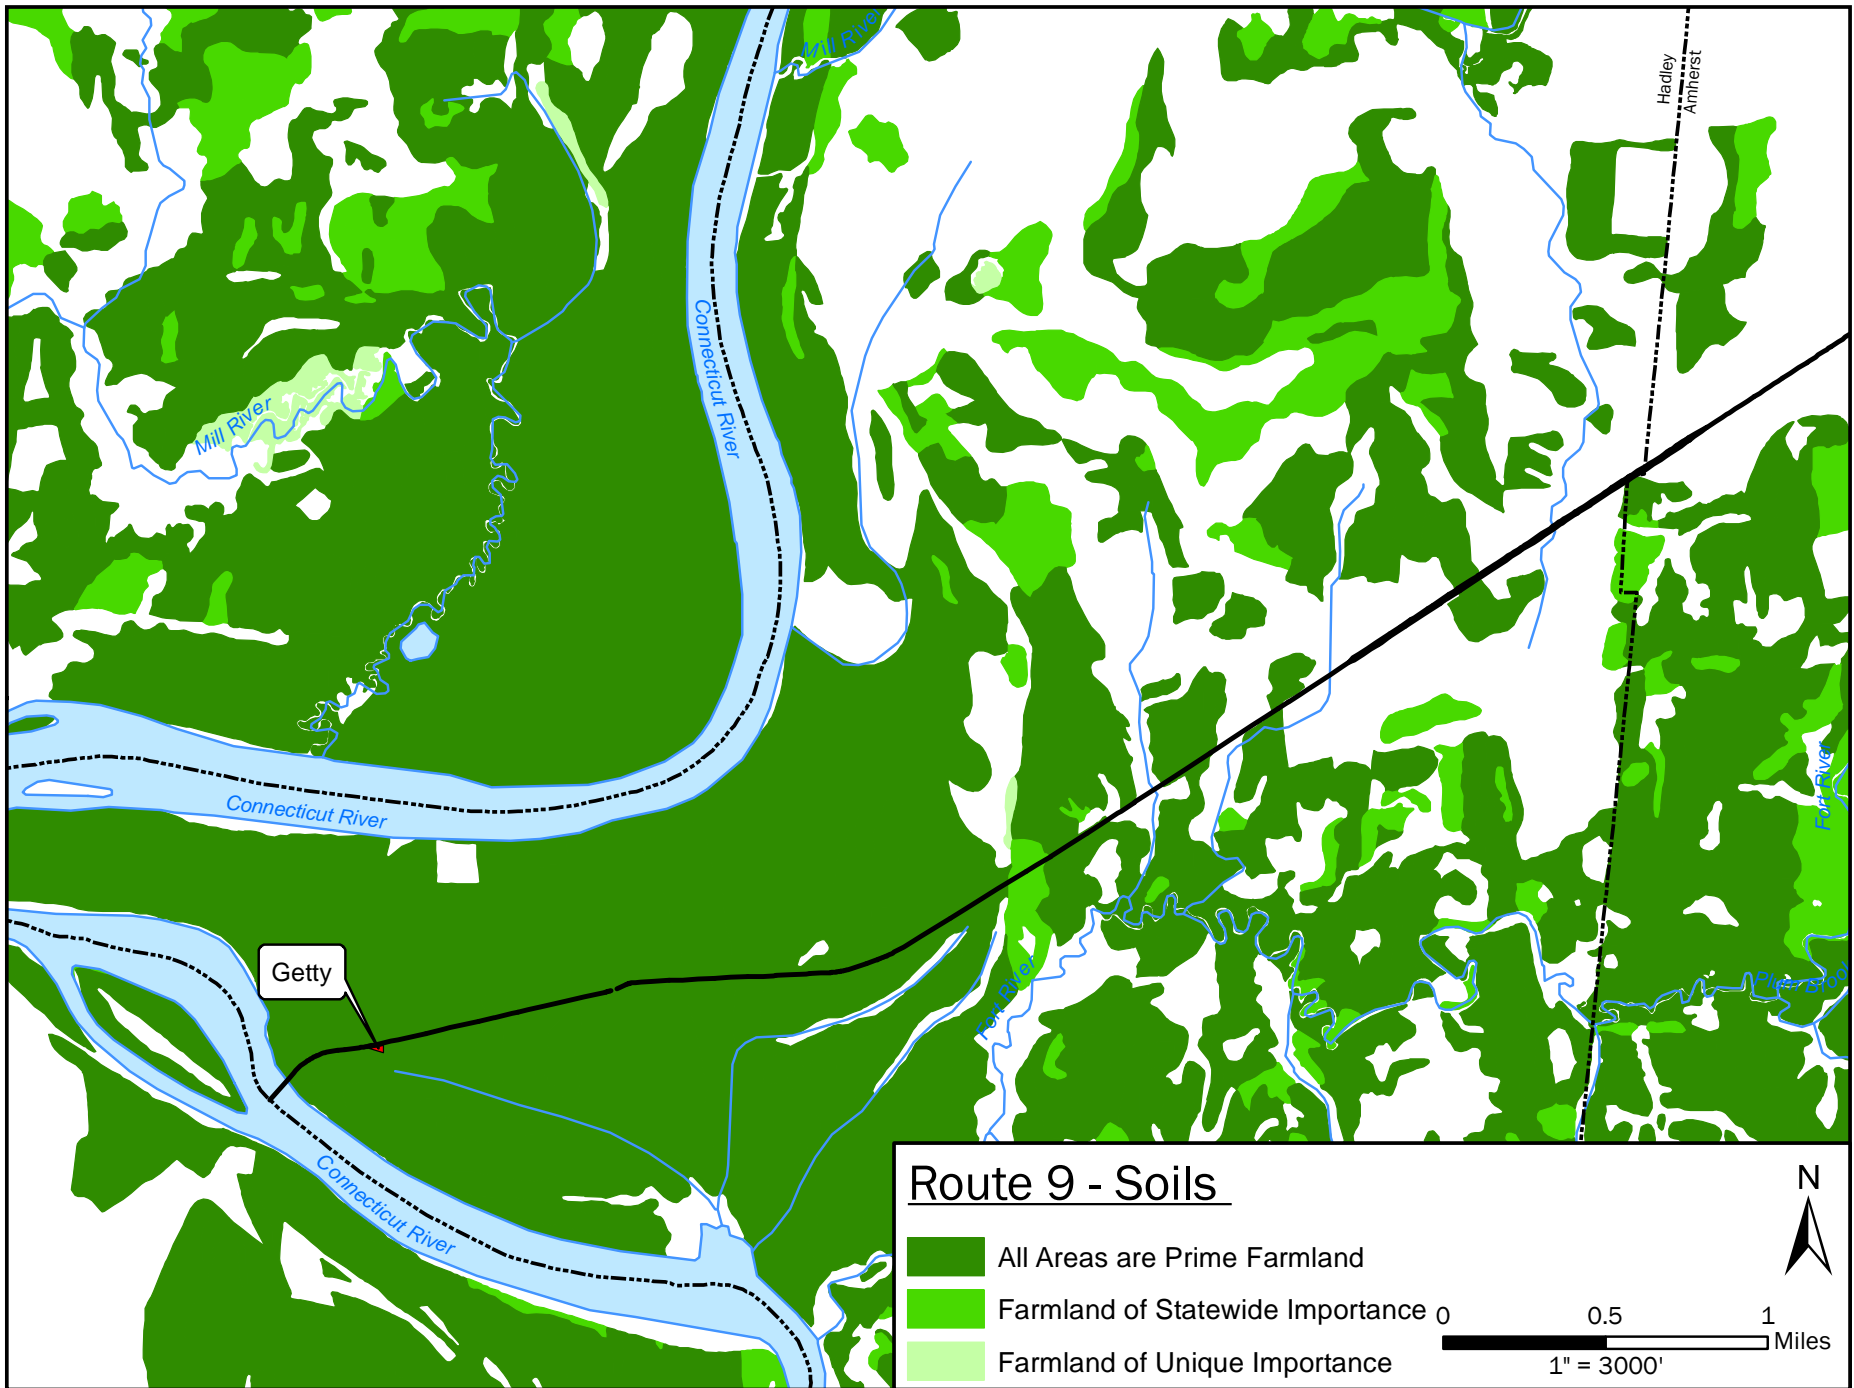 Mill River
Hadley
Amherst
Connecticut River
Mill River
Connecticut River
Fort River
Getty
Fort River
Plum Brook
Connecticut River
Route 9 - Soils
N
All Areas are Prime Farmland
Farmland of Statewide Importance
0 0.5 1
Miles
1" = 3000'
Farmland of Unique Importance